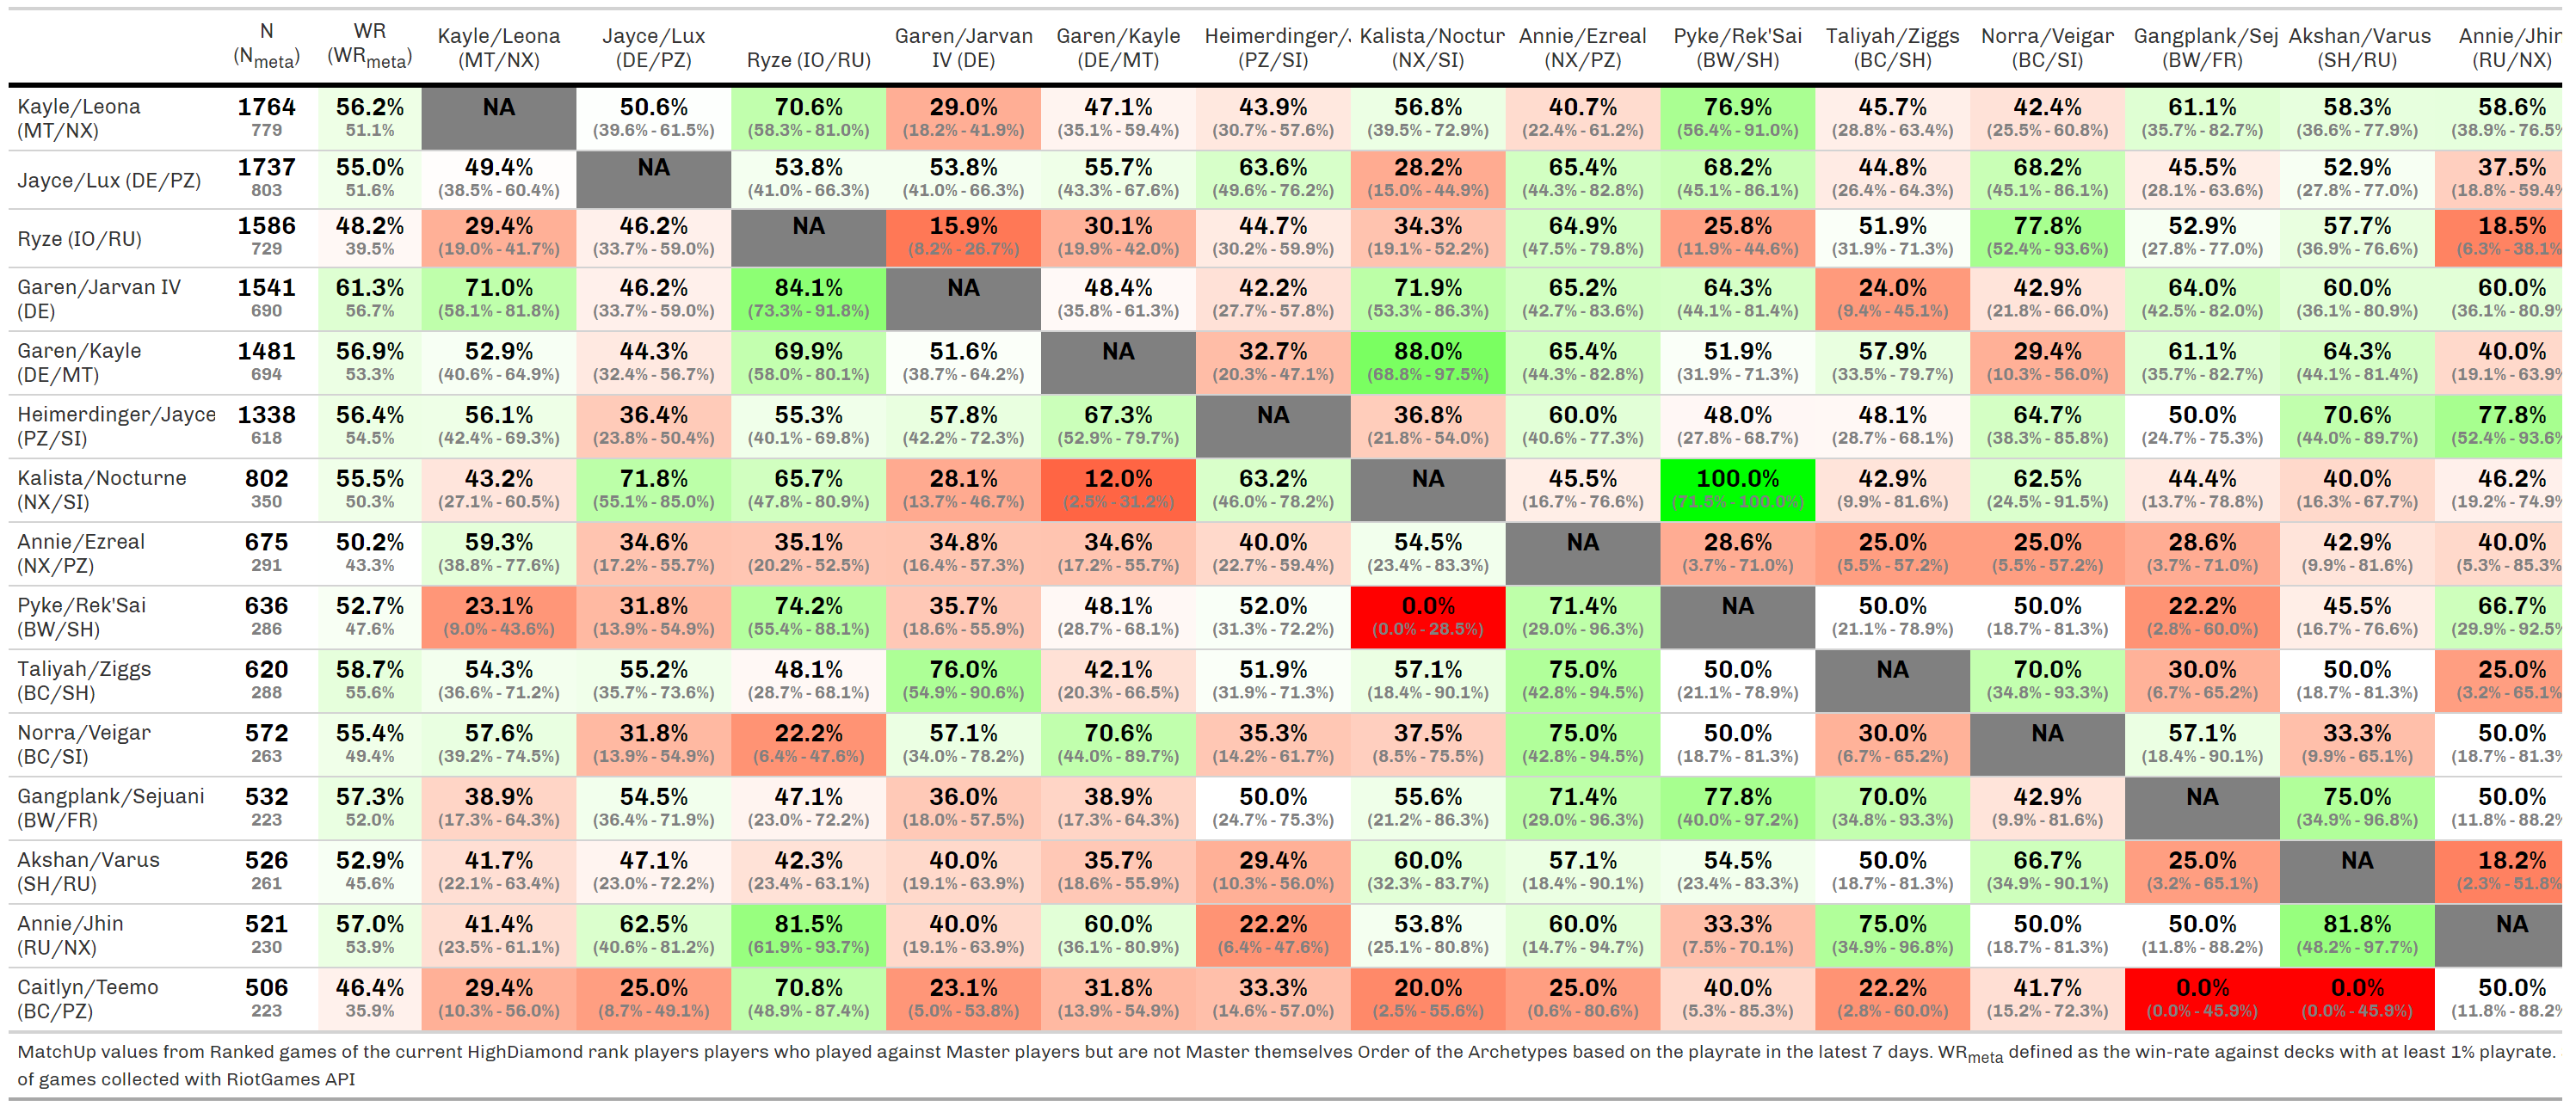 N WR Kayle/Leona Jayce/Lux Garen/Jarvan Garen/Kayle Heimerdinger/J Kalista/Noctur Annie/Ezreal Pyke/Rek'Sai Taliyah/Ziggs Norra/Veigar Gangplank/Sej Akshan/Varus Annie/Jhin
(Nmeta) (WRmeta) (MT/NX) (DE/PZ) Ryze (IO/RU) IV (DE) (DE/MT) (PZ/SI) (NX/SI) (NX/PZ) (BW/SH) (BC/SH) (BC/SI) (BW/FR) (SH/RU) (RU/NX)
Kayle/Leona 1764 56.2% NA 50.6% 70.6% 29.0% 47.1% 43.9% 56.8% 40.7% 76.9% 45.7% 42.4% 61.1% 58.3% 58.6%
(MT/NX) 779 51.1% (39.6% - 61.5%) (58.3% - 81.0%) (18.2% - 41.9%) (35.1% - 59.4%) (30.7% - 57.6%) (39.5% - 72.9%) (22.4% - 61.2%) (56.4% - 91.0%) (28.8% - 63.4%) (25.5% - 60.8%) (35.7% - 82.7%) (36.6% - 77.9%) (38.9% - 76.5%
Jayce/Lux (DE/PZ) 1737 55.0% 49.4% NA 53.8% 53.8% 55.7% 63.6% 28.2% 65.4% 68.2% 44.8% 68.2% 45.5% 52.9% 37.5%
803 51.6% (38.5% - 60.4%) (41.0% - 66.3%) (41.0% - 66.3%) (43.3% - 67.6%) (49.6% - 76.2%) (15.0% - 44.9%) (44.3% - 82.8%) (45.1% - 86.1%) (26.4% - 64.3%) (45.1% - 86.1%) (28.1% - 63.6%) (27.8% - 77.0%) (18.8% - 59.4%
Ryze (IO/RU) 1586 48.2% 29.4% 46.2% NA 15.9% 30.1% 44.7% 34.3% 64.9% 25.8% 51.9% 77.8% 52.9% 57.7% 18.5%
729 39.5% (19.0% - 41.7%) (33.7% - 59.0%) (8.2% - 26.7%) (19.9% - 42.0%) (30.2% - 59.9%) (19.1% - 52.2%) (47.5% - 79.8%) (11.9% - 44.6%) (31.9% - 71.3%) (52.4% - 93.6%) (27.8% - 77.0%) (36.9% - 76.6%) (6.3% - 38.1%
Garen/Jarvan IV 1541 61.3% 71.0% 46.2% 84.1% NA 48.4% 42.2% 71.9% 65.2% 64.3% 24.0% 42.9% 64.0% 60.0% 60.0%
(DE) 690 56.7% (58.1% - 81.8%) (33.7% - 59.0%) (73.3% - 91.8%) (35.8% - 61.3%) (27.7% - 57.8%) (53.3% - 86.3%) (42.7% - 83.6%) (44.1% - 81.4%) (9.4% - 45.1%) (21.8% - 66.0%) (42.5% - 82.0%) (36.1% - 80.9%) (36.1% - 80.9%
Garen/Kayle 1481 56.9% 52.9% 44.3% 69.9% 51.6% NA 32.7% 88.0% 65.4% 51.9% 57.9% 29.4% 61.1% 64.3% 40.0%
(DE/MT) 694 53.3% (40.6% - 64.9%) (32.4% - 56.7%) (58.0% - 80.1%) (38.7% - 64.2%) (20.3% - 47.1%) (68.8% - 97.5%) (44.3% - 82.8%) (31.9% - 71.3%) (33.5% - 79.7%) (10.3% - 56.0%) (35.7% - 82.7%) (44.1% - 81.4%) (19.1% - 63.9%
Heimerdinger/Jayce 1338 56.4% 56.1% 36.4% 55.3% 57.8% 67.3% NA 36.8% 60.0% 48.0% 48.1% 64.7% 50.0% 70.6% 77.8%
(PZ/SI) 618 54.5% (42.4% - 69.3%) (23.8% - 50.4%) (40.1% - 69.8%) (42.2% - 72.3%) (52.9% - 79.7%) (21.8% - 54.0%) (40.6% - 77.3%) (27.8% - 68.7%) (28.7% - 68.1%) (38.3% - 85.8%) (24.7% - 75.3%) (44.0% - 89.7%) (52.4% - 93.6%
Kalista/Nocturne 802 55.5% 43.2% 71.8% 65.7% 28.1% 12.0% 63.2% NA 45.5% 100.0% 42.9% 62.5% 44.4% 40.0% 46.2%
(NX/SI) 350 50.3% (27.1% - 60.5%) (55.1% - 85.0%) (47.8% - 80.9%) (13.7% - 46.7%) (2.5% - 31.2%) (46.0% - 78.2%) (16.7% - 76.6%) (71.5% - 100.0%) (9.9% - 81.6%) (24.5% - 91.5%) (13.7% - 78.8%) (16.3% - 67.7%) (19.2% - 74.9%
Annie/Ezreal 675 50.2% 59.3% 34.6% 35.1% 34.8% 34.6% 40.0% 54.5% NA 28.6% 25.0% 25.0% 28.6% 42.9% 40.0%
(NX/PZ) 291 43.3% (38.8% - 77.6%) (17.2% - 55.7%) (20.2% - 52.5%) (16.4% - 57.3%) (17.2% - 55.7%) (22.7% - 59.4%) (23.4% - 83.3%) (3.7% - 71.0%) (5.5% - 57.2%) (5.5% - 57.2%) (3.7% - 71.0%) (9.9% - 81.6%) (5.3% - 85.3%
Pyke/Rek'Sai 636 52.7% 23.1% 31.8% 74.2% 35.7% 48.1% 52.0% 0.0% 71.4% NA 50.0% 50.0% 22.2% 45.5% 66.7%
(BW/SH) 286 47.6% (9.0% - 43.6%) (13.9% - 54.9%) (55.4% - 88.1%) (18.6% - 55.9%) (28.7% - 68.1%) (31.3% - 72.2%) (0.0% - 28.5%) (29.0% - 96.3%) (21.1% - 78.9%) (18.7% - 81.3%) (2.8% - 60.0%) (16.7% - 76.6%) (29.9% - 92.5%
Taliyah/Ziggs 620 58.7% 54.3% 55.2% 48.1% 76.0% 42.1% 51.9% 57.1% 75.0% 50.0% NA 70.0% 30.0% 50.0% 25.0%
(BC/SH) 288 55.6% (36.6% - 71.2%) (35.7% - 73.6%) (28.7% - 68.1%) (54.9% - 90.6%) (20.3% - 66.5%) (31.9% - 71.3%) (18.4% - 90.1%) (42.8% - 94.5%) (21.1% - 78.9%) (34.8% - 93.3%) (6.7% - 65.2%) (18.7% - 81.3%) (3.2% - 65.1%
Norra/Veigar 572 55.4% 57.6% 31.8% 22.2% 57.1% 70.6% 35.3% 37.5% 75.0% 50.0% 30.0% NA 57.1% 33.3% 50.0%
(BC/SI) 263 49.4% (39.2% - 74.5%) (13.9% - 54.9%) (6.4% - 47.6%) (34.0% - 78.2%) (44.0% - 89.7%) (14.2% - 61.7%) (8.5% - 75.5%) (42.8% - 94.5%) (18.7% - 81.3%) (6.7% - 65.2%) (18.4% - 90.1%) (9.9% - 65.1%) (18.7% - 81.3%
Gangplank/Sejuani 532 57.3% 38.9% 54.5% 47.1% 36.0% 38.9% 50.0% 55.6% 71.4% 77.8% 70.0% 42.9% NA 75.0% 50.0%
(BW/FR) 223 52.0% (17.3% - 64.3%) (36.4% - 71.9%) (23.0% - 72.2%) (18.0% - 57.5%) (17.3% - 64.3%) (24.7% - 75.3%) (21.2% - 86.3%) (29.0% - 96.3%) (40.0% - 97.2%) (34.8% - 93.3%) (9.9% - 81.6%) (34.9% - 96.8%) (11.8% - 88.2%
Akshan/Varus 526 52.9% 41.7% 47.1% 42.3% 40.0% 35.7% 29.4% 60.0% 57.1% 54.5% 50.0% 66.7% 25.0% NA 18.2%
(SH/RU) 261 45.6% (22.1% - 63.4%) (23.0% - 72.2%) (23.4% - 63.1%) (19.1% - 63.9%) (18.6% - 55.9%) (10.3% - 56.0%) (32.3% - 83.7%) (18.4% - 90.1%) (23.4% - 83.3%) (18.7% - 81.3%) (34.9% - 90.1%) (3.2% - 65.1%) (2.3% - 51.8%
Annie/Jhin 521 57.0% 41.4% 62.5% 81.5% 40.0% 60.0% 22.2% 53.8% 60.0% 33.3% 75.0% 50.0% 50.0% 81.8% NA
(RU/NX) 230 53.9% (23.5% - 61.1%) (40.6% - 81.2%) (61.9% - 93.7%) (19.1% - 63.9%) (36.1% - 80.9%) (6.4% - 47.6%) (25.1% - 80.8%) (14.7% - 94.7%) (7.5% - 70.1%) (34.9% - 96.8%) (18.7% - 81.3%) (11.8% - 88.2%) (48.2% - 97.7%)
Caitlyn/Teemo 506 46.4% 29.4% 25.0% 70.8% 23.1% 31.8% 33.3% 20.0% 25.0% 40.0% 22.2% 41.7% 0.0% 0.0% 50.0%
(BC/PZ) 223 35.9% (10.3% - 56.0%) (8.7% - 49.1%) (48.9% - 87.4%) (5.0% - 53.8%) (13.9% - 54.9%) (14.6% - 57.0%) (2.5% - 55.6%) (0.6% - 80.6%) (5.3% - 85.3%) (2.8% - 60.0%) (15.2% - 72.3%) (0.0% - 45.9%) (0.0% - 45.9%) (11.8% - 88.2%
MatchUp values from Ranked games of the current HighDiamond rank players players who played against Master players but are not Master themselves Order of the Archetypes based on the playrate in the latest 7 days. WRmeta defined as the win-rate against decks with at least 1% playrate.
of games collected with RiotGames API